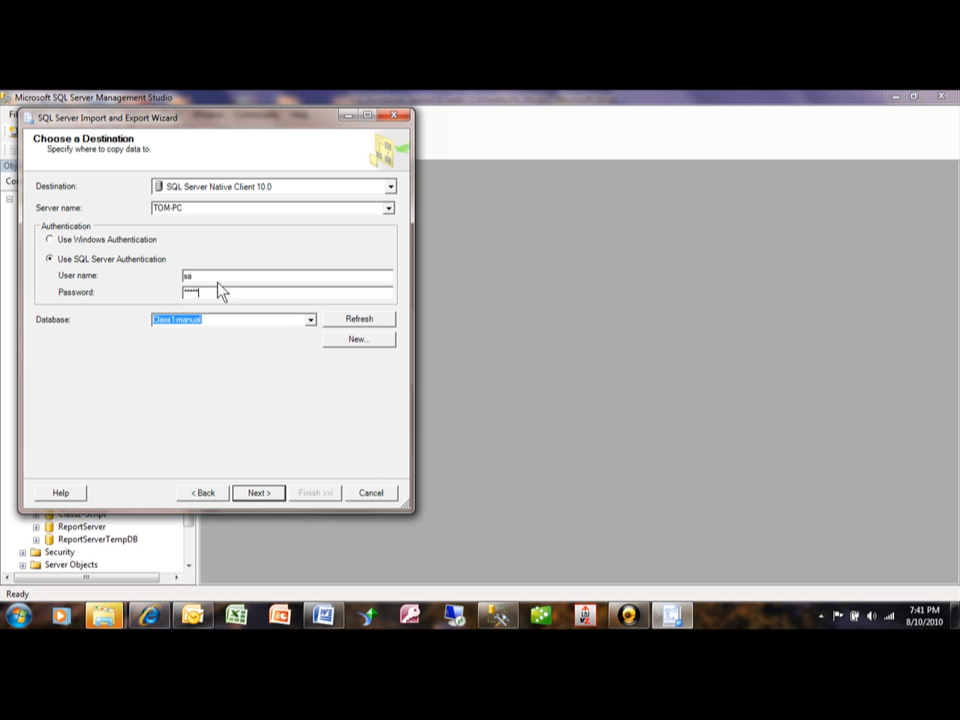 Microsoft SQL Server Management Studio
SQL Server Import and Export Wizard
Choose a Destination
Specify where to copy data to.
Destination:
SQL Server Native Client 10.0
Server name:
TOM-PC
Authentication
Use Windows Authentication
Use SQL Server Authentication
User name:
sa
Password:
*****
Database:
Class1-manual
Refresh
New...
Help
< Back
Next >
Finish >>|
Cancel
ReportServer
ReportServerTempDB
Security
Server Objects
Ready
7:41 PM
8/10/2010